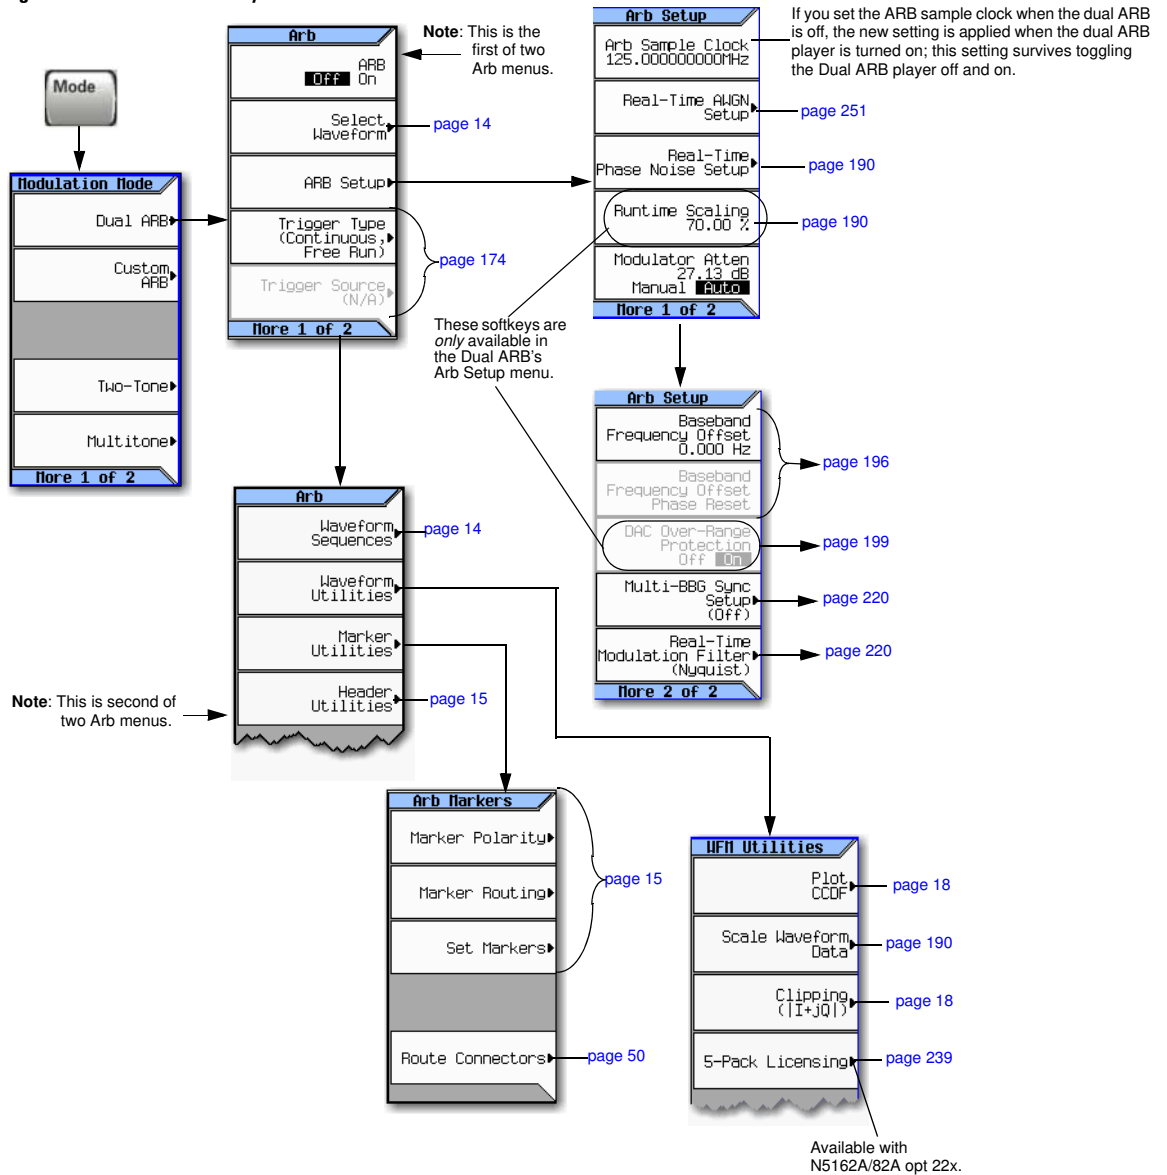 Mode
Modulation Mode
Dual ARB
Custom
ARB
Two-Tone
Multitone
More 1 of 2
Arb
ARB
Off On
Select
Waveform
ARB Setup
Trigger Type
(Continuous,
Free Run)
Trigger Source
(N/A)
More 1 of 2
Note: This is the
first of two
Arb menus.
page 14
page 174
Arb Setup
Arb Sample Clock
125.000000000MHz
Real-Time AWGN
Setup
Real-Time
Phase Noise Setup
Runtime Scaling
70.00 %
Modulator Atten
27.13 dB
Manual Auto
More 1 of 2
If you set the ARB sample clock when the dual ARB
is off, the new setting is applied when the dual ARB
player is turned on; this setting survives toggling
the Dual ARB player off and on.
page 251
page 190
page 190
These softkeys are
only available in
the Dual ARB's
Arb Setup menu.
Arb Setup
Baseband
Frequency Offset
0.000 Hz
Baseband
Frequency Offset
Phase Reset
DAC Over-Range
Protection
Off On
Multi-BBG Sync
Setup
(Off)
Real-Time
Modulation Filter
(Nyquist)
More 2 of 2
page 196
page 199
page 220
page 220
Arb
Waveform
Sequences
Waveform
Utilities
Marker
Utilities
Header
Utilities
page 14
page 15
Note: This is second of
two Arb menus.
Arb Markers
Marker Polarity
Marker Routing
Set Markers
Route Connectors
page 15
page 50
WFM Utilities
Plot
CCDF
Scale Waveform
Data
Clipping
(|I+jQ|)
5-Pack Licensing
page 18
page 190
page 18
page 239
Available with
N5162A/82A opt 22x.